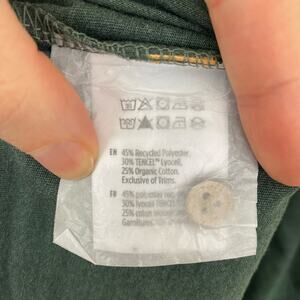 EN 45% Recycled Polyester,
30% TENCEL™ Lyocell,
25% Organic Cotton.
Exclusive of Trims.
FR 45% polyester
30% lyocell TENCEL
25% coton
Garnitures